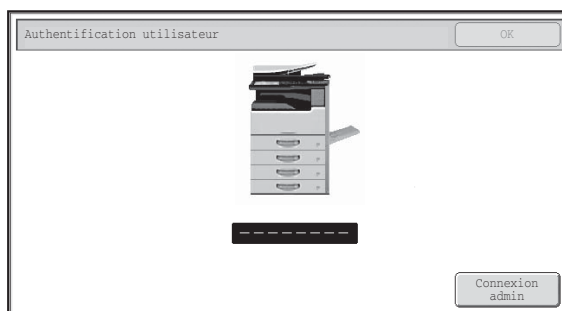 Authentification utilisateur
OK
--------
Connexion
admin